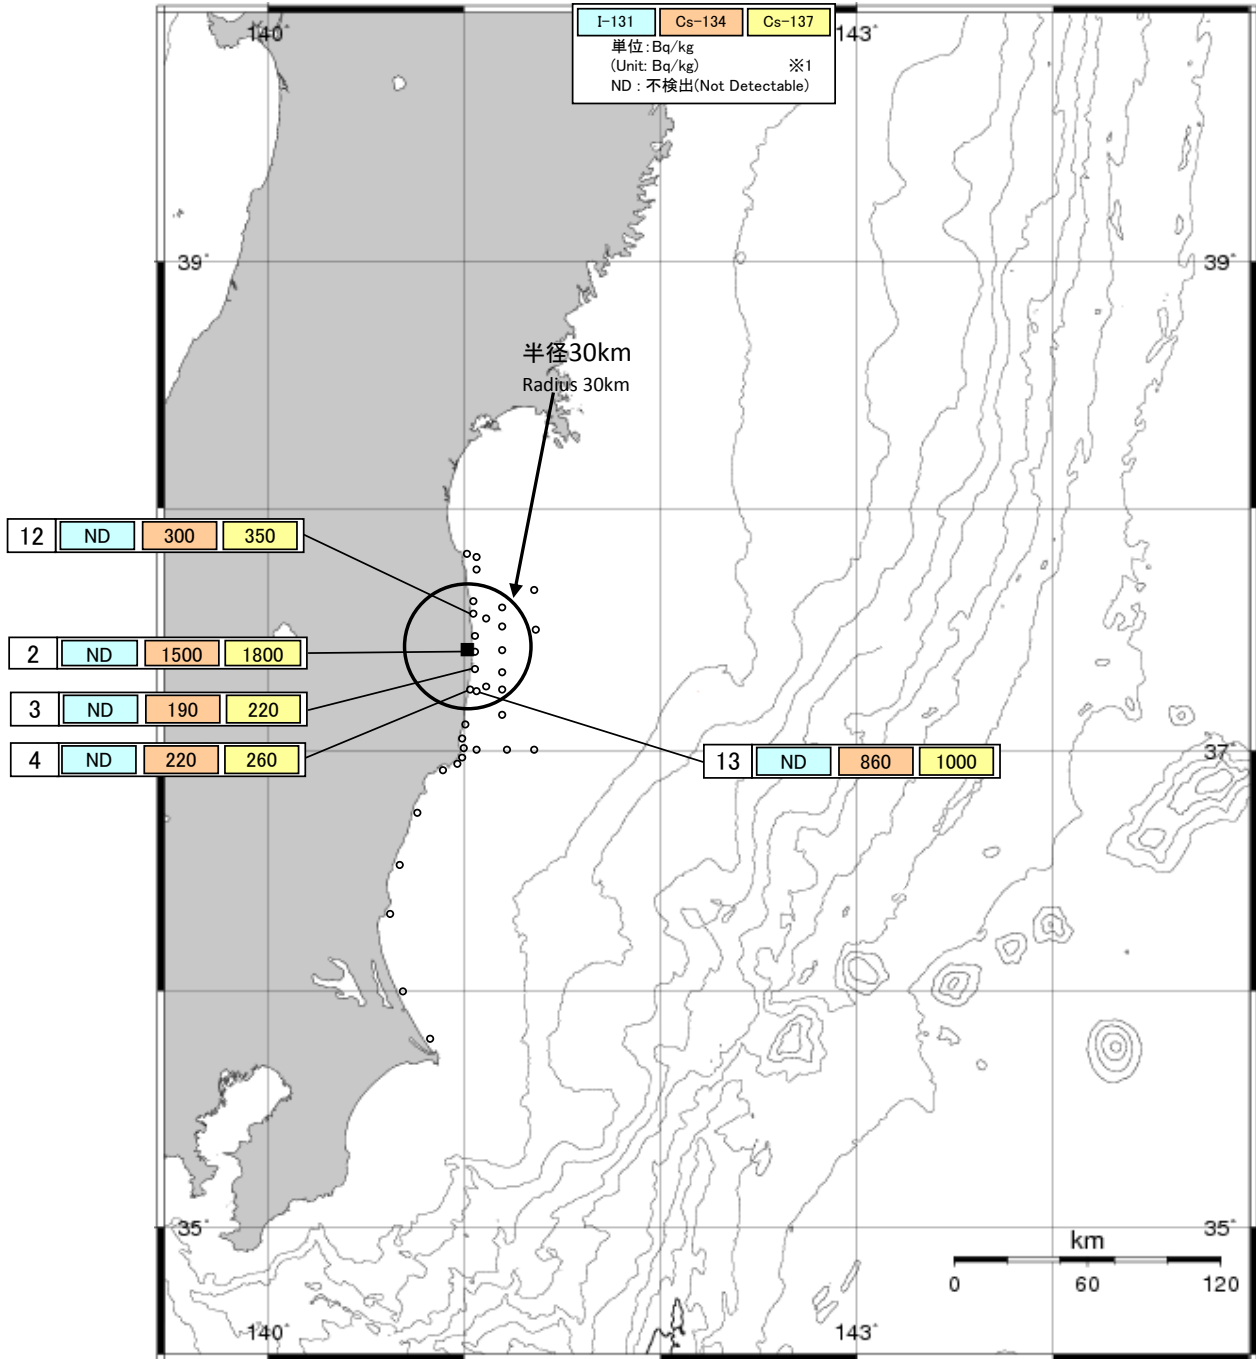 140°
I-131 Cs-134 Cs-137
143°
単位:Bq/kg
(Unit: Bq/kg) ※1
ND : 不検出(Not Detectable)
39°
39°
半径30km
Radius 30km
12 ND 300 350
2 ND 1500 1800
3 ND 190 220
4 ND 220 260
13 ND 860 1000
37°
35°
35°
km
0 60 120
140°
143°